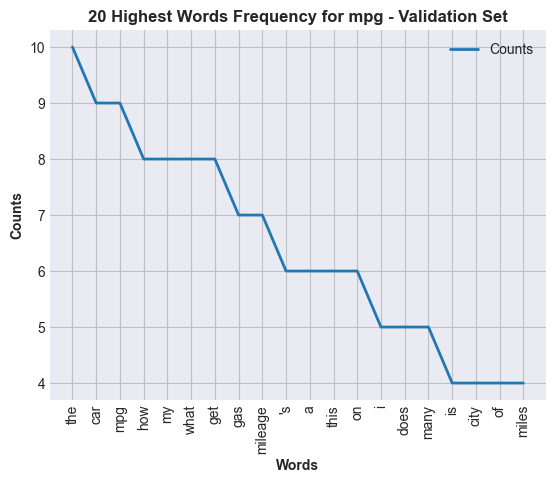 20 Highest Words Frequency for mpg - Validation Set
Counts
10
9
8
7
6
5
4
Counts
the
car
mpg
how
my
what
get
gas
mileage
's
a
this
on
i
does
many
is
city
of
miles
Words